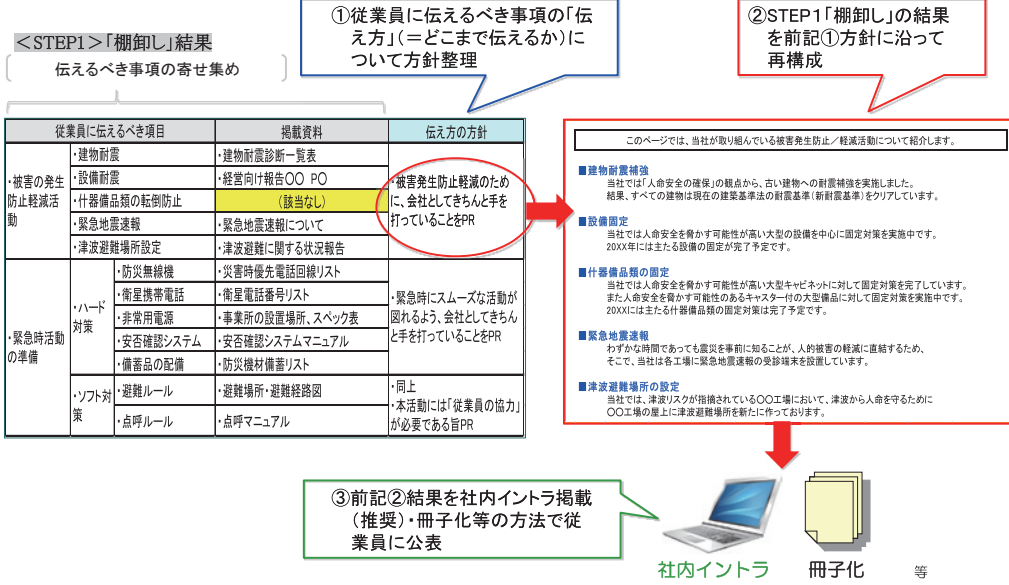 ①従業員に伝えるべき事項の「伝
え方」(=どこまで伝えるか)に
ついて方針整理
②STEP1「棚卸し」の結果
を前記①方針に沿って
再構成
＜STEP1＞「棚卸し」結果
伝えるべき事項の寄せ集め
従業員に伝えるべき項目
掲載資料
伝え方の方針
・被害の発生
防止軽減活
動
・建物耐震
・建物耐震診断一覧表
・設備耐震
・経営向け報告〇〇 PO
・什器備品類の転倒防止
(該当なし)
・緊急地震速報
・緊急地震速報について
・津波避難場所設定
・津波避難に関する状況報告
・被害発生防止軽減のため
に、会社としてきちんと手を
打っていることをPR
・緊急時活動
の準備
・ハード
対策
・防災無線機
・災害時優先電話回線リスト
・衛星携帯電話
・衛星電話番号リスト
・非常用電源
・事業所の設置場所、スペック表
・安否確認システム
・安否確認システムマニュアル
・備蓄品の配備
・防災機材備蓄リスト
・緊急時にスムーズな活動が
図れるよう、会社としてきちん
と手を打っていることをPR
・ソフト対
策
・避難ルール
・避難場所・避難経路図
・点呼ルール
・点呼マニュアル
・同上
・本活動には「従業員の協力」
が必要である旨PR
このページでは、当社が取り組んでいる被害発生防止／軽減活動について紹介します。
■建物耐震補強
当社では「人命安全の確保」の観点から、古い建物への耐震補強を実施しました。
結果、すべての建物は現在の建築基準法の耐震基準(新耐震基準)をクリアしています。
■設備固定
当社では人命安全を脅かす可能性が高い大型の設備を中心に固定対策を実施中です。
20XX年には主たる設備の固定が完了予定です。
■什器備品類の固定
当社では人命安全を脅かす可能性が高い大型キャビネットに対して固定対策を完了しています。
また人命安全を脅かす可能性のあるキャスター付の大型備品に対して固定対策を実施中です。
20XXには主たる什器備品類の固定対策は完了予定です。
■緊急地震速報
わずかな時間であっても震災を事前に知ることが、人的被害の軽減に直結するため、
そこで、当社は各工場に緊急地震速報の受診端末を設置しています。
■津波避難場所の設定
当社では、津波リスクが指摘されている〇〇工場において、津波から人命を守るために
〇〇工場の屋上に津波避難場所を新たに作っております。
③前記②結果を社内イントラ掲載
(推奨)・冊子化等の方法で従
業員に公表
社内イントラ
冊子化
等